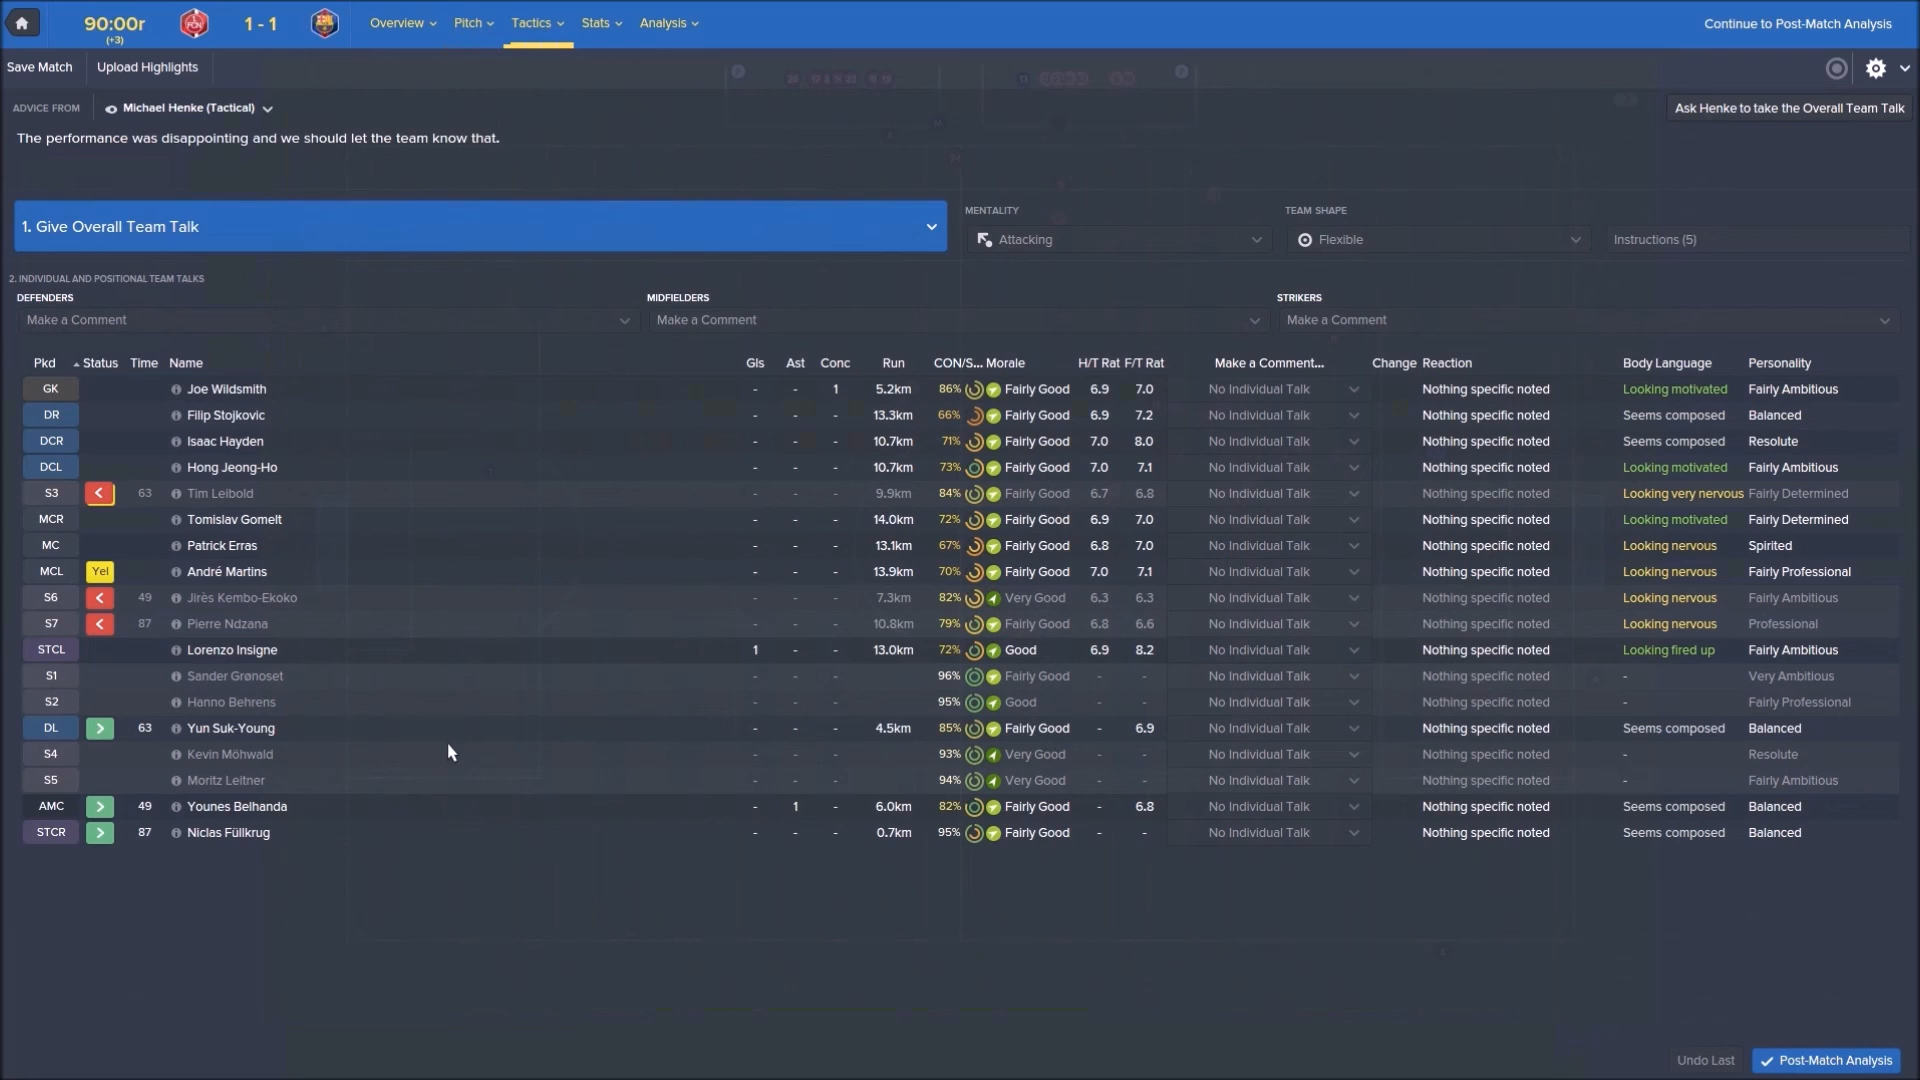 90:00r
(+3)
1 - 1
Overview
Pitch
Tactics
Stats
Analysis
Continue to Post-Match Analysis
Save Match
Upload Highlights
ADVICE FROM
Michael Henke (Tactical)
Ask Henke to take the Overall Team Talk
The performance was disappointing and we should let the team know that.
1. Give Overall Team Talk
MENTALITY
Attacking
TEAM SHAPE
Flexible
Instructions (5)
2. INDIVIDUAL AND POSITIONAL TEAM TALKS
DEFENDERS
MIDFIELDERS
STRIKERS
Make a Comment
Make a Comment
Make a Comment
Pkd Status Time Name Gls Ast Conc Run CON/S... Morale H/T Rat F/T Rat Make a Comment... Change Reaction Body Language Personality
GK Joe Wildsmith - - 1 5.2km 86% Fairly Good 6.9 7.0 No Individual Talk Nothing specific noted Looking motivated Fairly Ambitious
DR Filip Stojkovic - - - 13.3km 66% Fairly Good 6.9 7.2 No Individual Talk Nothing specific noted Seems composed Balanced
DCR Isaac Hayden - - - 10.7km 71% Fairly Good 7.0 8.0 No Individual Talk Nothing specific noted Seems composed Resolute
DCL Hong Jeong-Ho - - - 10.7km 73% Fairly Good 7.0 7.1 No Individual Talk Nothing specific noted Looking motivated Fairly Ambitious
S3 63 Tim Leibold - - - 9.9km 84% Fairly Good 6.7 6.8 No Individual Talk Nothing specific noted Looking very nervous Fairly Determined
MCR Tomislav Gomelt - - - 14.0km 72% Fairly Good 6.9 7.0 No Individual Talk Nothing specific noted Looking motivated Fairly Determined
MC Patrick Erras - - - 13.1km 67% Fairly Good 6.8 7.0 No Individual Talk Nothing specific noted Looking nervous Spirited
MCL Yel André Martins - - - 13.9km 70% Fairly Good 7.0 7.1 No Individual Talk Nothing specific noted Looking nervous Fairly Professional
S6 49 Jirès Kembo-Ekoko - - - 7.3km 82% Very Good 6.3 6.3 No Individual Talk Nothing specific noted Looking nervous Fairly Ambitious
S7 87 Pierre Ndzana - - - 10.8km 79% Fairly Good 6.8 6.6 No Individual Talk Nothing specific noted Looking nervous Professional
STCL Lorenzo Insigne 1 - - 13.0km 72% Good 6.9 8.2 No Individual Talk Nothing specific noted Looking fired up Fairly Ambitious
S1 Sander Grønoset - - - 96% Fairly Good - - No Individual Talk Nothing specific noted - Very Ambitious
S2 Hanno Behrens - - - 95% Good - - No Individual Talk Nothing specific noted - Fairly Professional
DL 63 Yun Suk-Young - - - 4.5km 85% Fairly Good - 6.9 No Individual Talk Nothing specific noted Seems composed Balanced
S4 Kevin Möhwald - - - 93% Very Good - - No Individual Talk Nothing specific noted - Resolute
S5 Moritz Leitner - - - 94% Very Good - - No Individual Talk Nothing specific noted - Fairly Ambitious
AMC 49 Younes Belhanda - 1 - 6.0km 82% Fairly Good - 6.8 No Individual Talk Nothing specific noted Seems composed Balanced
STCR 87 Niclas Füllkrug - - - 0.7km 95% Fairly Good - - No Individual Talk Nothing specific noted Seems composed Balanced
Undo Last
Post-Match Analysis